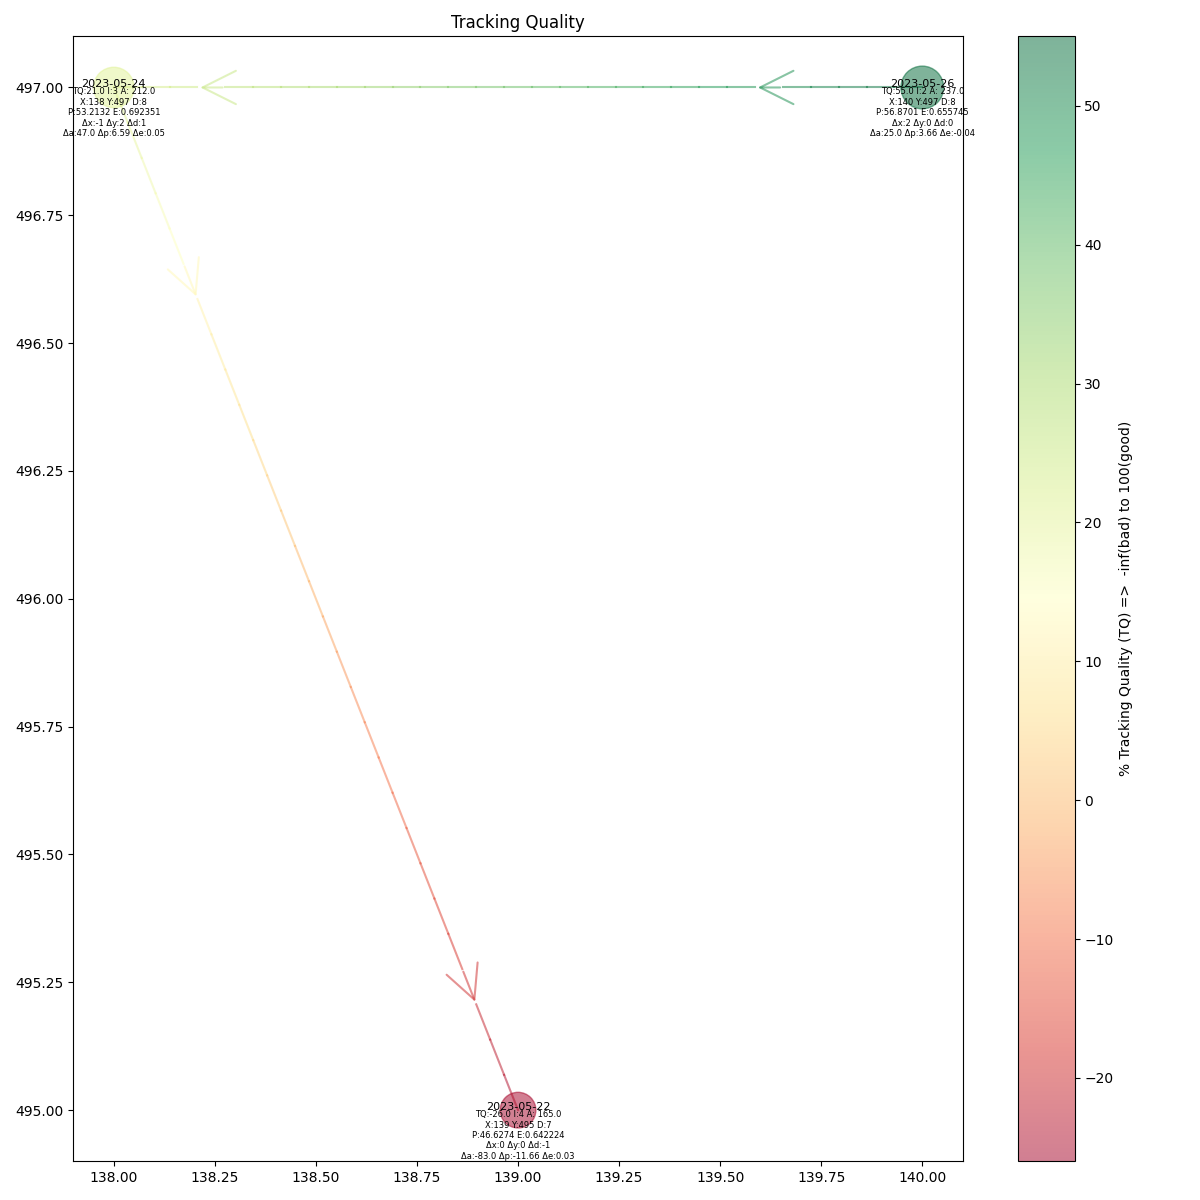 Tracking Quality
2023-05-24
TQ:21.0 I:3 A: 212.0
X:138 Y:497 D:8
P:53.2132 E:0.692351
Δx:-1 Δy:2 Δd:1
Δa:47.0 Δp:6.59 Δe:0.05
2023-05-26
TQ:55.0 I:2 A: 237.0
X:140 Y:497 D:8
P:56.8701 E:0.655745
Δx:2 Δy:0 Δd:0
Δa:25.0 Δp:3.66 Δe:-0.04
2023-05-22
TQ:-26.0 I:4 A: 165.0
X:139 Y:495 D:7
P:46.6274 E:0.642224
Δx:0 Δy:0 Δd:-1
Δa:-83.0 Δp:-11.66 Δe:0.03
497.00
496.75
496.50
496.25
496.00
495.75
495.50
495.25
495.00
138.00
138.25
138.50
138.75
139.00
139.25
139.50
139.75
140.00
50
40
30
20
10
0
−10
−20
% Tracking Quality (TQ) => -inf(bad) to 100(good)